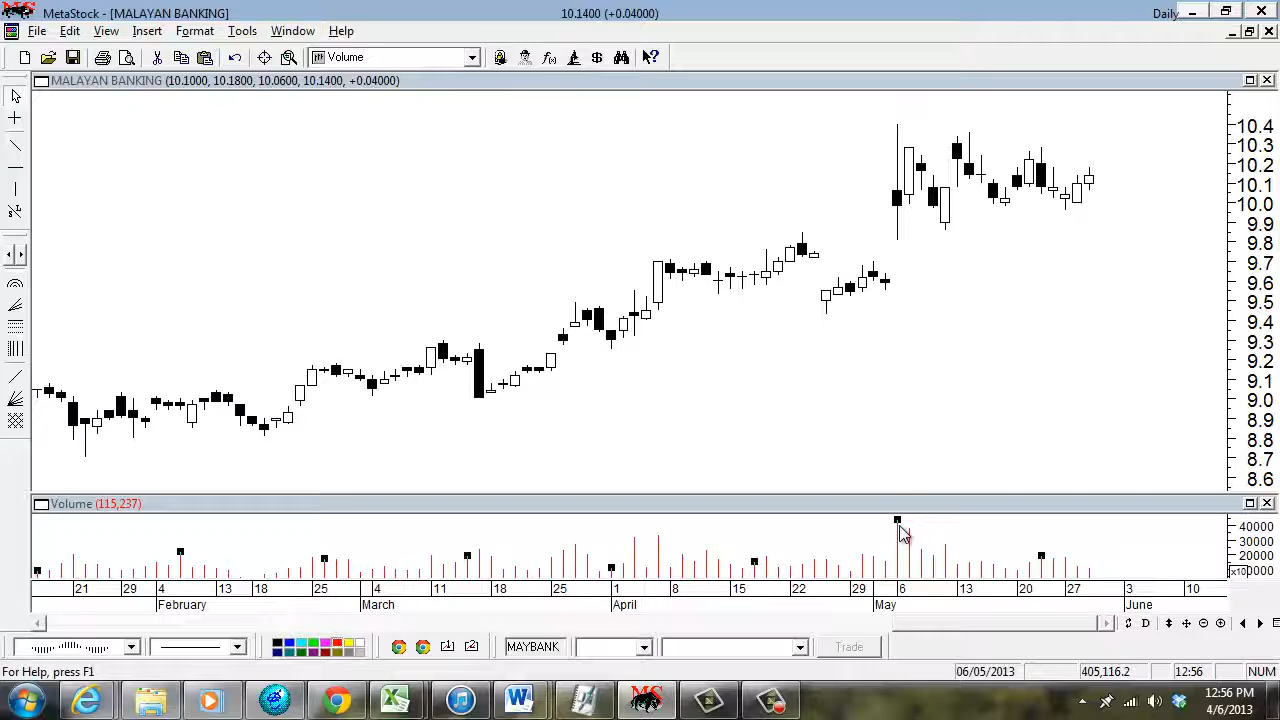 MetaStock - [MALAYAN BANKING] 10.1400 (+0.04000) Daily
File Edit View Insert Format Tools Window Help
Volume
MALAYAN BANKING (10.1000, 10.1800, 10.0600, 10.1400, +0.04000)
10.4
10.3
10.2
10.1
10.0
9.9
9.8
9.7
9.6
9.5
9.4
9.3
9.2
9.1
9.0
8.9
8.8
8.7
8.6
Volume (115,237)
40000
30000
20000
x10
21 29 4 13 18 4 11 18 25 1 8 15 22 29 6 13 20 27 3 10
February March April May June
D
MAYBANK Trade
For Help, press F1 06/05/2013 405,116.2 12:56 NUM
12:56 PM
4/6/2013